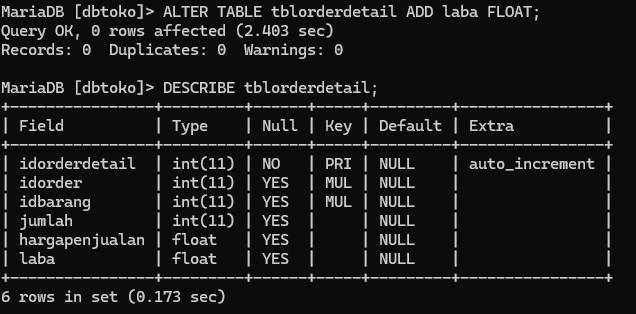 MariaDB [dbtoko]> ALTER TABLE tblorderdetail ADD laba FLOAT;
Query OK, 0 rows affected (2.403 sec)
Records: 0  Duplicates: 0  Warnings: 0

MariaDB [dbtoko]> DESCRIBE tblorderdetail;
+----------------+---------+------+-----+---------+----------------+
| Field          | Type    | Null | Key | Default | Extra          |
+----------------+---------+------+-----+---------+----------------+
| idorderdetail  | int(11) | NO   | PRI | NULL    | auto_increment |
| idorder        | int(11) | YES  | MUL | NULL    |                |
| idbarang       | int(11) | YES  | MUL | NULL    |                |
| jumlah         | int(11) | YES  |     | NULL    |                |
| hargapenjualan | float   | YES  |     | NULL    |                |
| laba           | float   | YES  |     | NULL    |                |
+----------------+---------+------+-----+---------+----------------+
6 rows in set (0.173 sec)